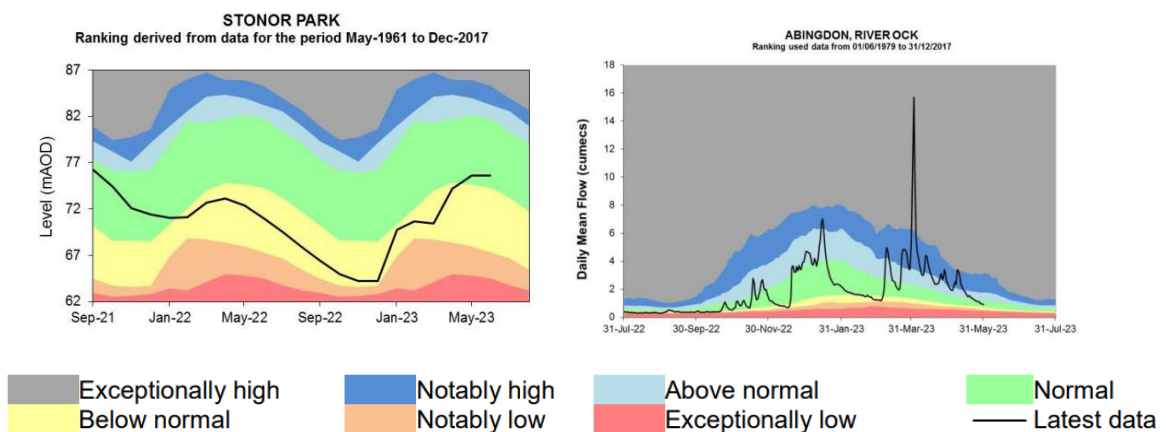 STONOR PARK
Ranking derived from data for the period May-1961 to Dec-2017
87
82
77
72
67
62
Level (mAOD)
Sep-21
Jan-22
May-22
Sep-22
Jan-23
May-23
ABINGDON, RIVER OCK
Ranking used data from 01/06/1979 to 31/12/2017
18
16
14
12
10
8
6
4
2
0
Daily Mean Flow (cumecs)
31-Jul-22
30-Sep-22
30-Nov-22
31-Jan-23
31-Mar-23
31-May-23
31-Jul-23
Exceptionally high
Notably high
Above normal
Normal
Below normal
Notably low
Exceptionally low
Latest data